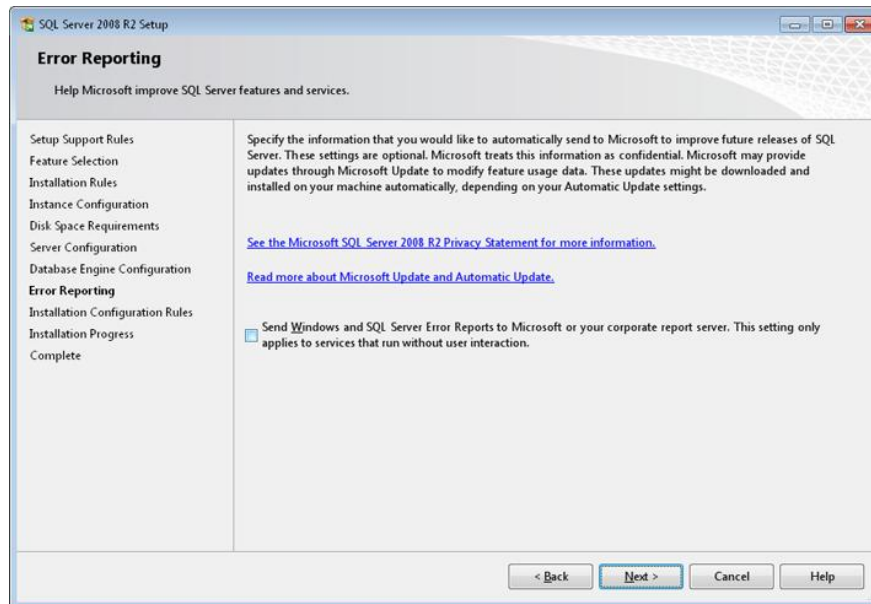 SQL Server 2008 R2 Setup
Error Reporting
Help Microsoft improve SQL Server features and services.
Setup Support Rules
Feature Selection
Installation Rules
Instance Configuration
Disk Space Requirements
Server Configuration
Database Engine Configuration
Error Reporting
Installation Configuration Rules
Installation Progress
Complete
Specify the information that you would like to automatically send to Microsoft to improve future releases of SQL
Server. These settings are optional. Microsoft treats this information as confidential. Microsoft may provide
updates through Microsoft Update to modify feature usage data. These updates might be downloaded and
installed on your machine automatically, depending on your Automatic Update settings.
See the Microsoft SQL Server 2008 R2 Privacy Statement for more information.
Read more about Microsoft Update and Automatic Update.
Send Windows and SQL Server Error Reports to Microsoft or your corporate report server. This setting only
applies to services that run without user interaction.
< Back
Next >
Cancel
Help